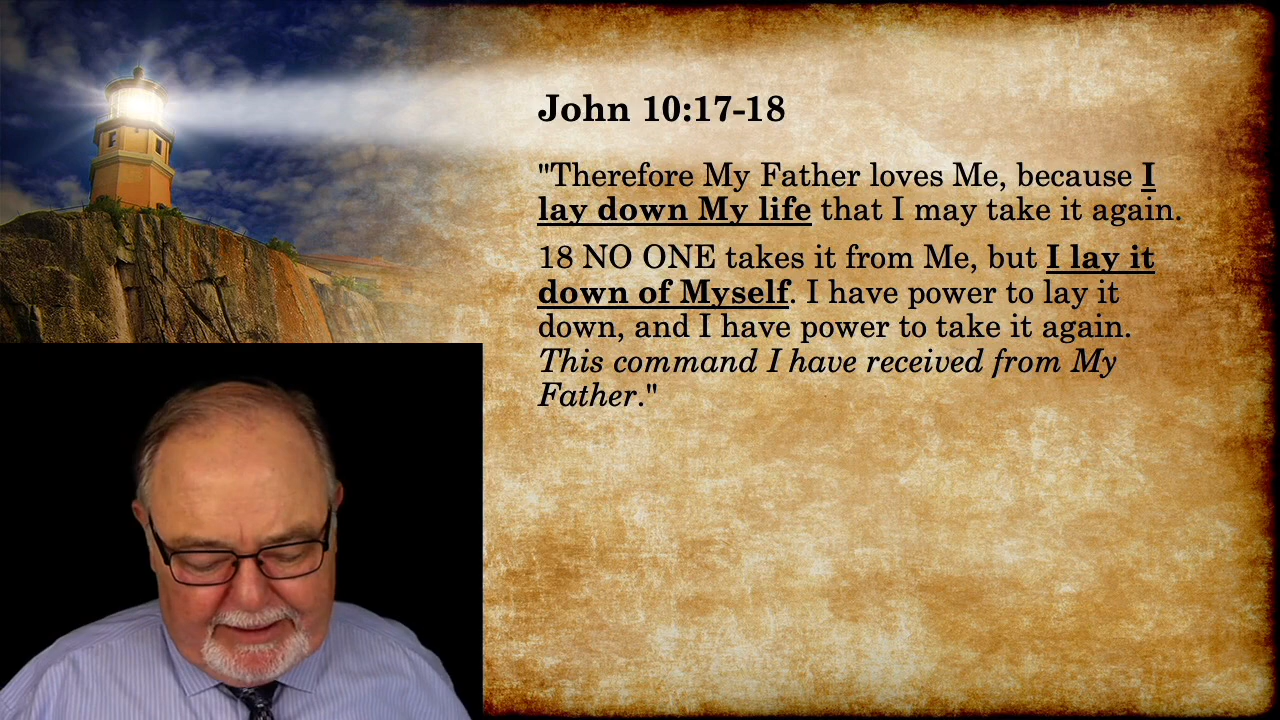 John 10:17-18
"Therefore My Father loves Me, because I
lay down My life that I may take it again.
18 NO ONE takes it from Me, but I lay it
down of Myself. I have power to lay it
down, and I have power to take it again.
This command I have received from My
Father."